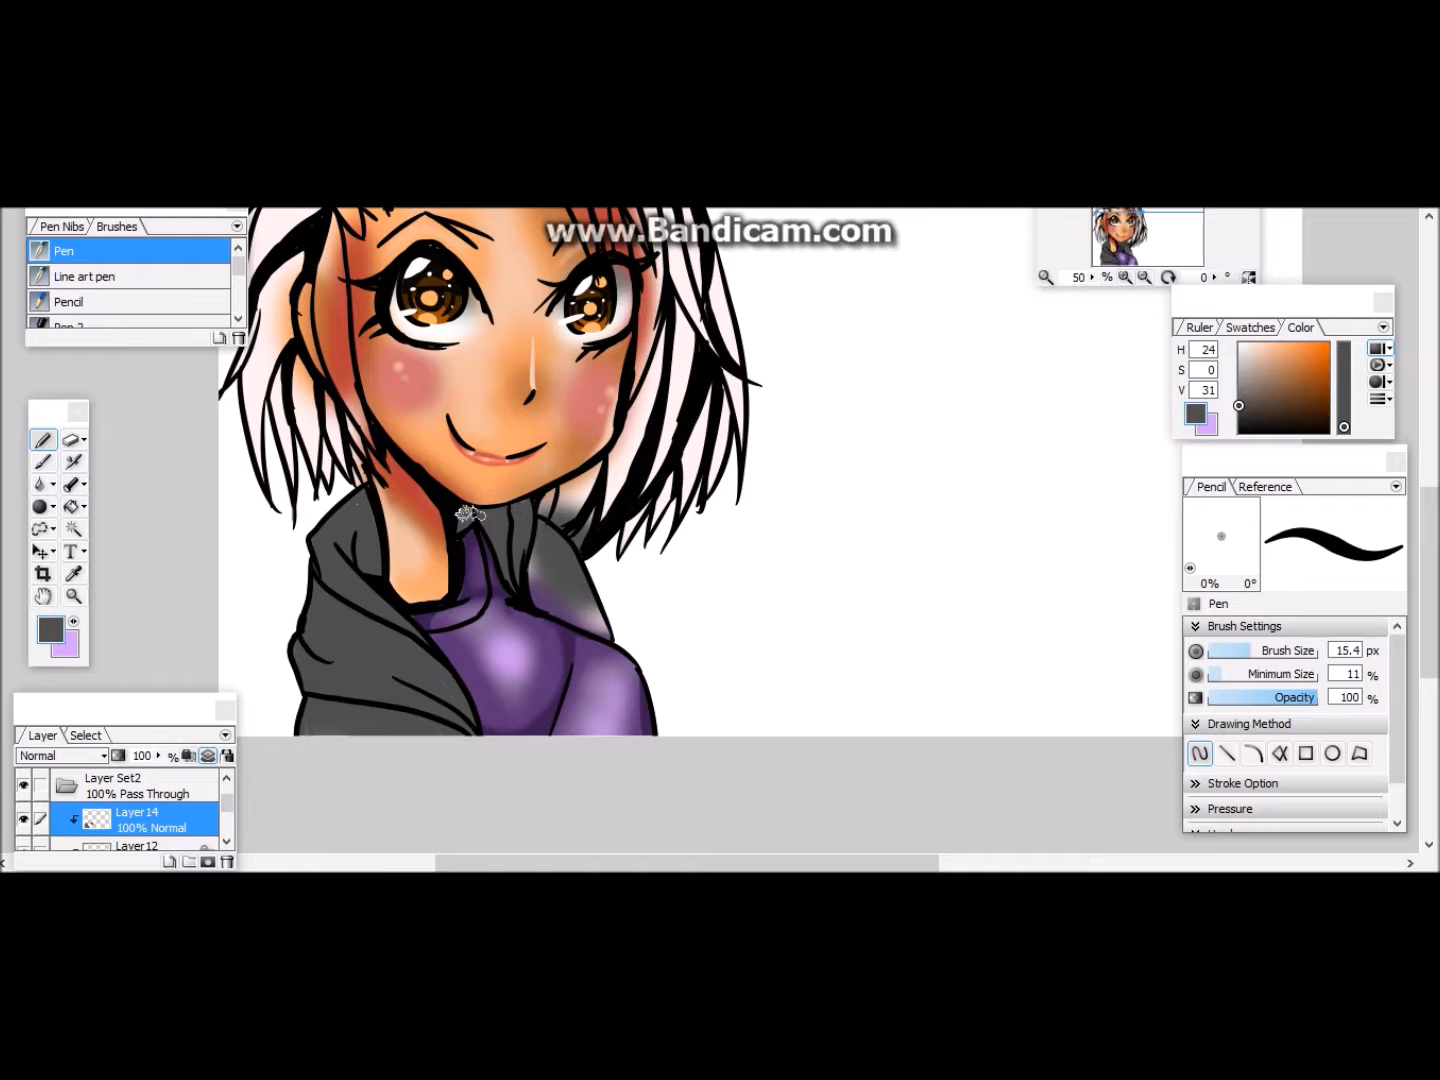 www.Bandicam.com
Pen Nibs Brushes
Pen
Line art pen
Pencil
50 % 0 °
Ruler Swatches Color
H 24
S 0
V 31
Pencil Reference
0% 0°
Pen
Brush Settings
Brush Size 15.4 px
Minimum Size 11 %
Opacity 100 %
Drawing Method
Stroke Option
Pressure
Layer Select
Normal 100 %
Layer Set2
100% Pass Through
Layer14
100% Normal
Layer12